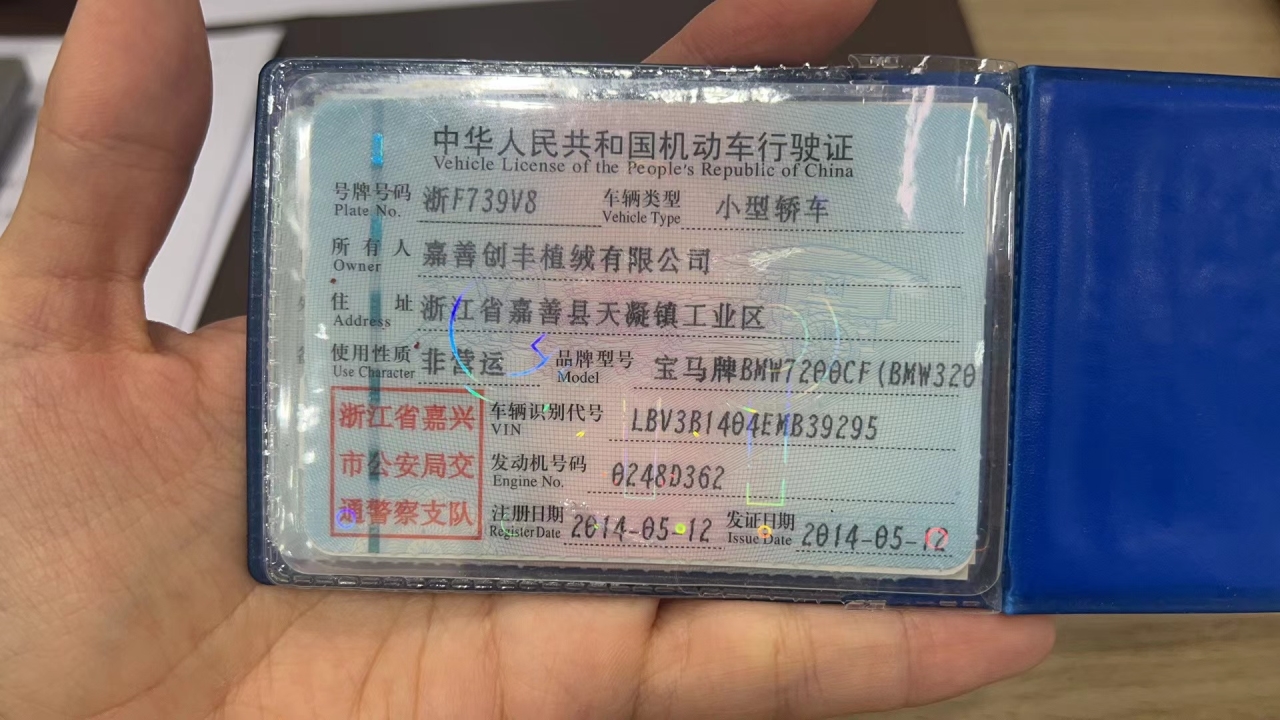 中华人民共和国机动车行驶证
Vehicle License of the People's Republic of China
号牌号码 浙F739V8 车辆类型 小型轿车
Plate No. Vehicle Type
所有人 嘉善创丰植绒有限公司
Owner
住址 浙江省嘉善县天凝镇工业区
Address
使用性质 非营运 品牌型号 宝马牌BMW7200CF(BMW320
Use Character Model
浙江省嘉兴
市公安局交
通警察支队
车辆识别代号 LBV3B1404EMB39295
VIN
发动机号码 0248D362
Engine No.
注册日期 2014-05-12 发证日期 2014-05-12
Register Date Issue Date